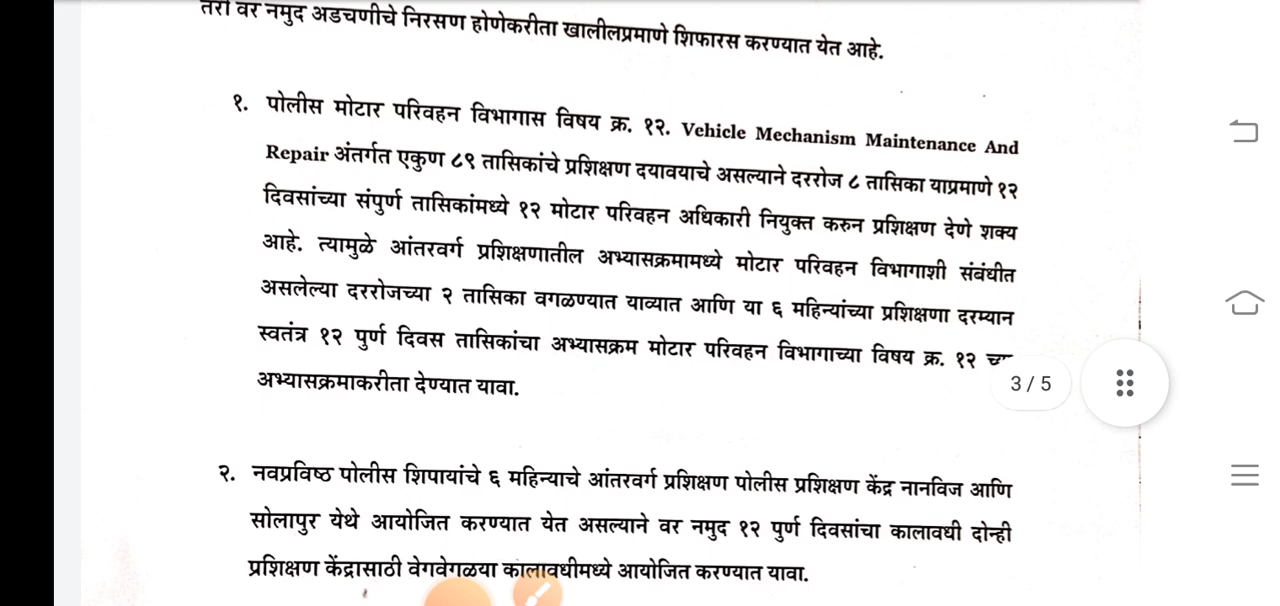 तरी वर नमुद अडचणीचे निरसण होणेकरीता खालीलप्रमाणे शिफारस करण्यात येत आहे.
१. पोलीस मोटार परिवहन विभागास विषय क्र. १२. Vehicle Mechanism Maintenance And
Repair अंतर्गत एकुण ८९ तासिकांचे प्रशिक्षण दयावयाचे असल्याने दररोज ८ तासिका याप्रमाणे १२
दिवसांच्या संपुर्ण तासिकांमध्ये १२ मोटार परिवहन अधिकारी नियुक्त करुन प्रशिक्षण देणे शक्य
आहे. त्यामुळे आंतरवर्ग प्रशिक्षणातील अभ्यासक्रमामध्ये मोटार परिवहन विभागाशी संबंधीत
असलेल्या दररोजच्या २ तासिका वगळण्यात याव्यात आणि या ६ महिन्यांच्या प्रशिक्षणा दरम्यान
स्वतंत्र १२ पुर्ण दिवस तासिकांचा अभ्यासक्रम मोटार परिवहन विभागाच्या विषय क्र. १२
अभ्यासक्रमाकरीता देण्यात यावा.
3 / 5
२. नवप्रविष्ठ पोलीस शिपायांचे ६ महिन्याचे आंतरवर्ग प्रशिक्षण पोलीस प्रशिक्षण केंद्र नानविज आणि
सोलापुर येथे आयोजित करण्यात येत असल्याने वर नमुद १२ पुर्ण दिवसांचा कालावधी दोन्ही
प्रशिक्षण केंद्रासाठी वेगवेगळया कालावधीमध्ये आयोजित करण्यात यावा.